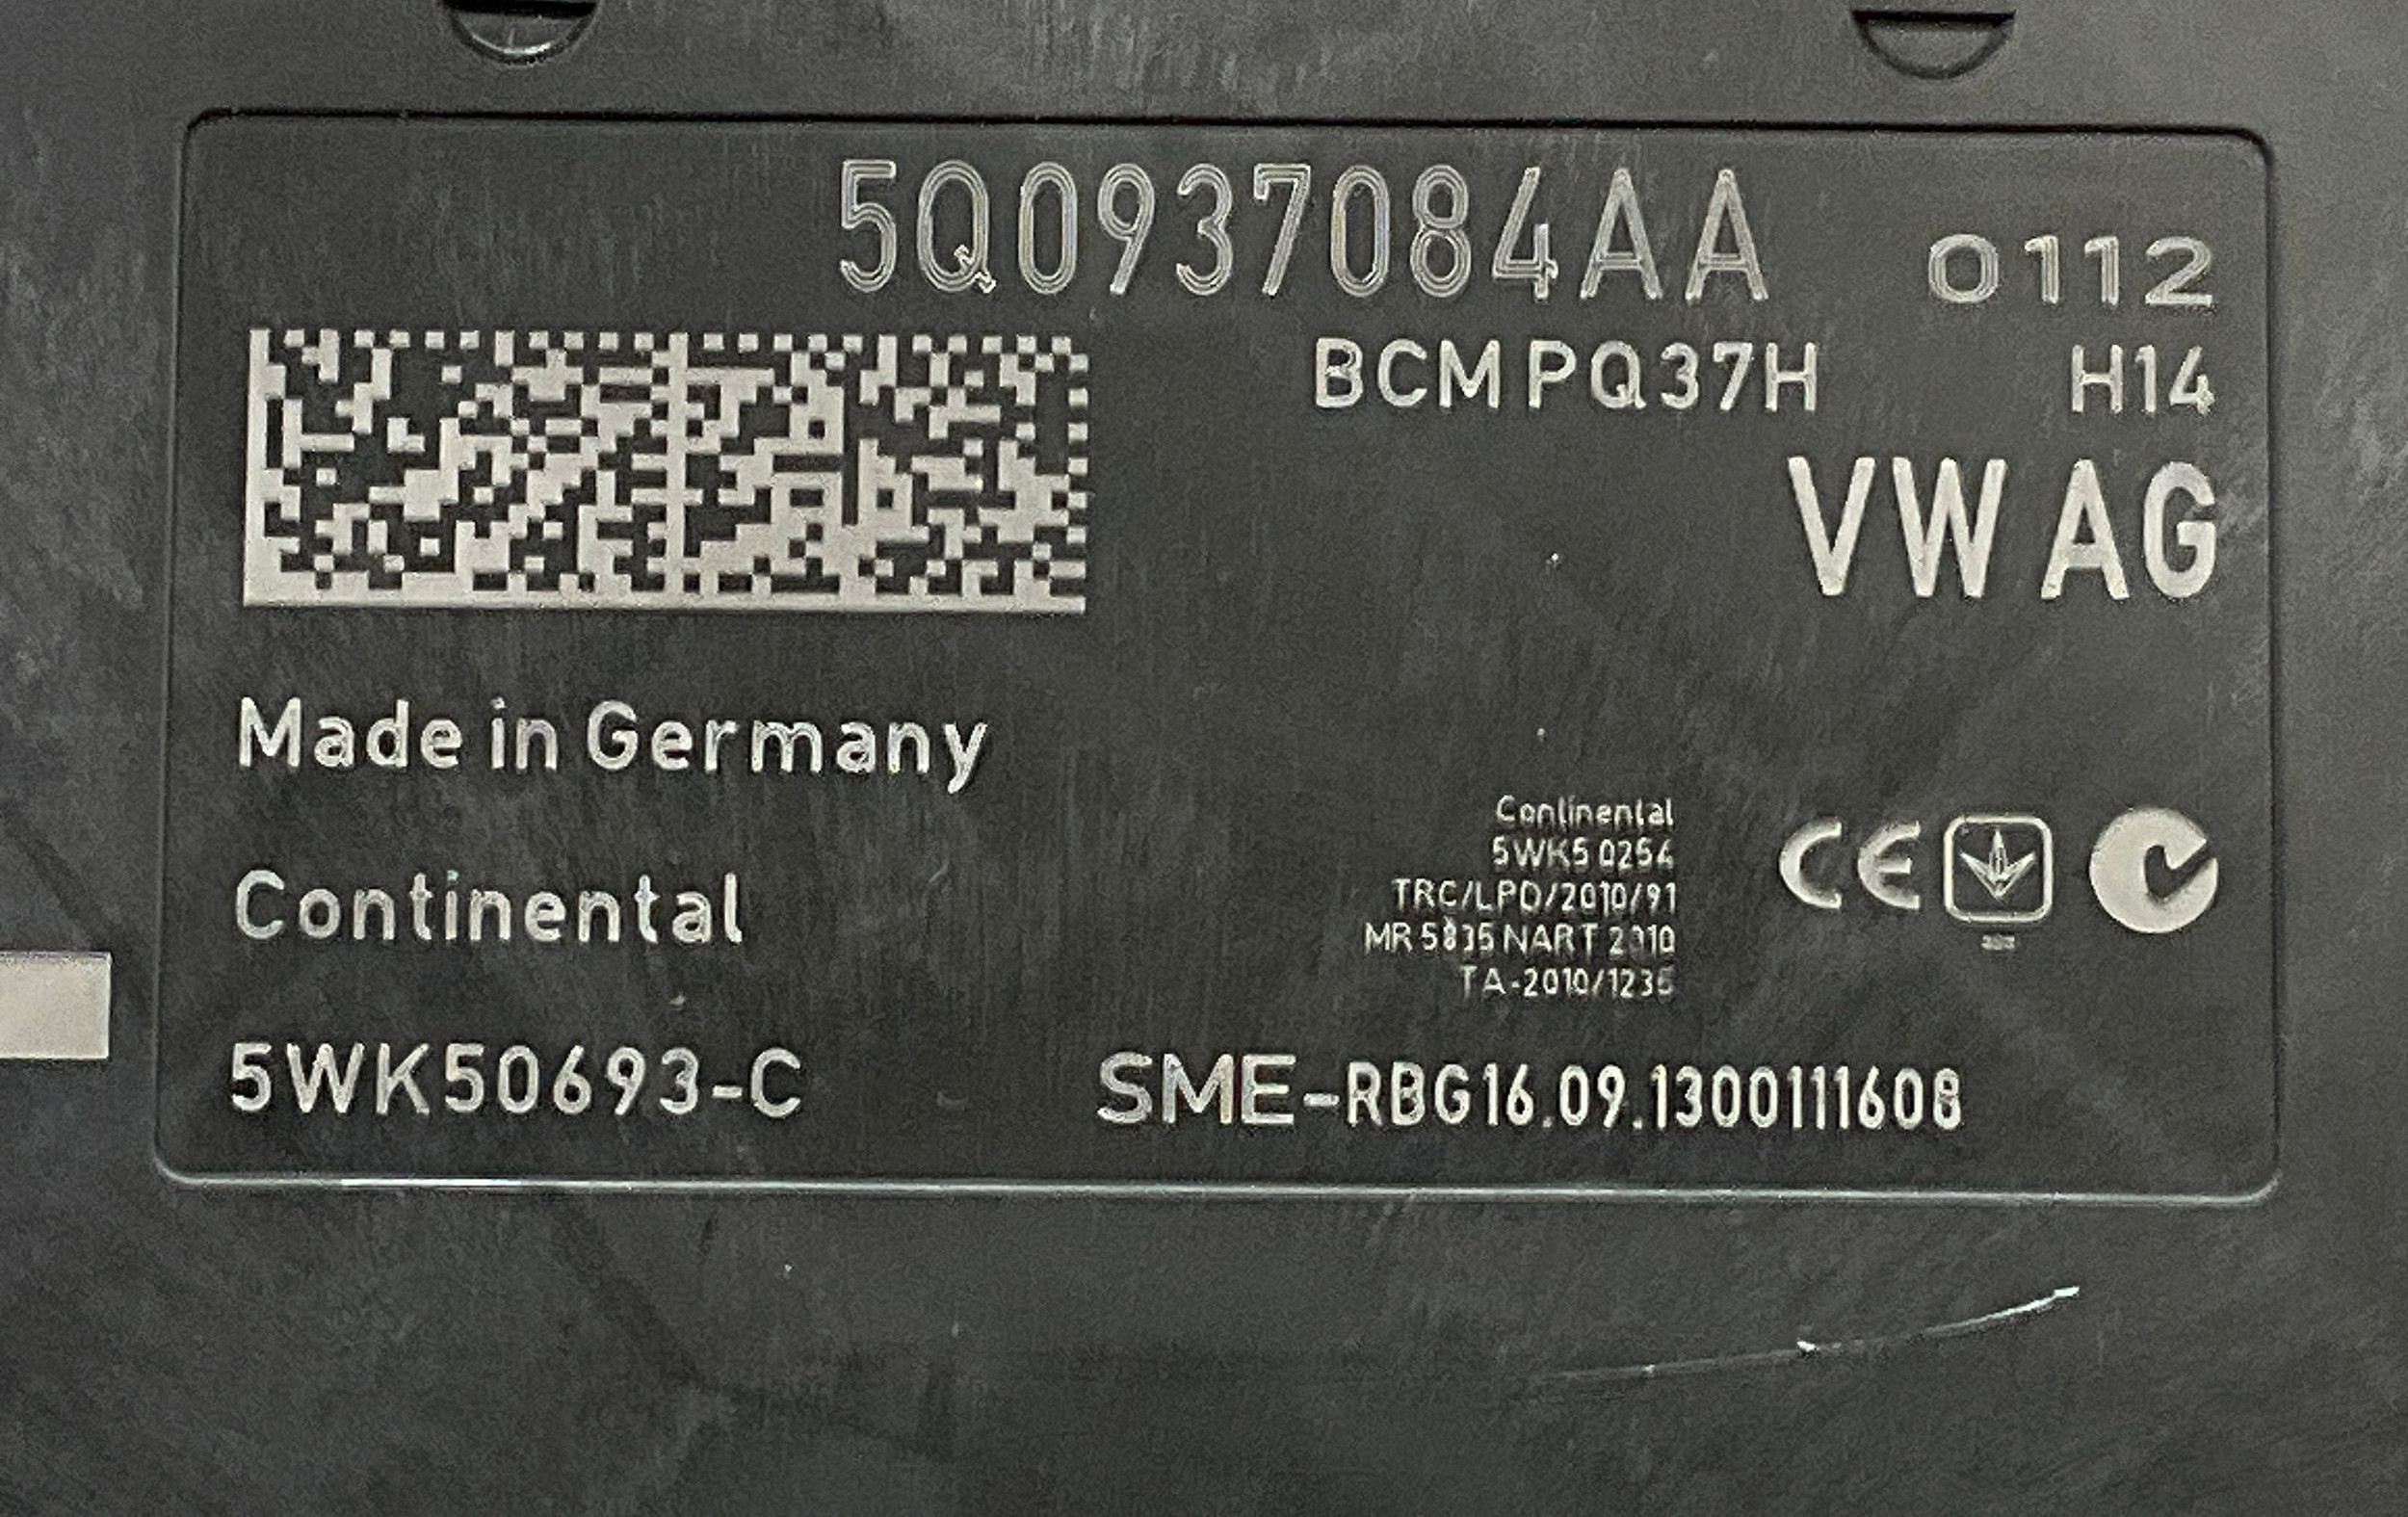 5Q0937084AA 0112
BCM PQ37H H14
VW AG
Made in Germany
Continental
5WK5 0254
TRC/LPD/2010/91
MR 5835 NART 2010
TA-2010/1235
CE
Continental
5WK50693-C SME-RBG16.09.1300111608